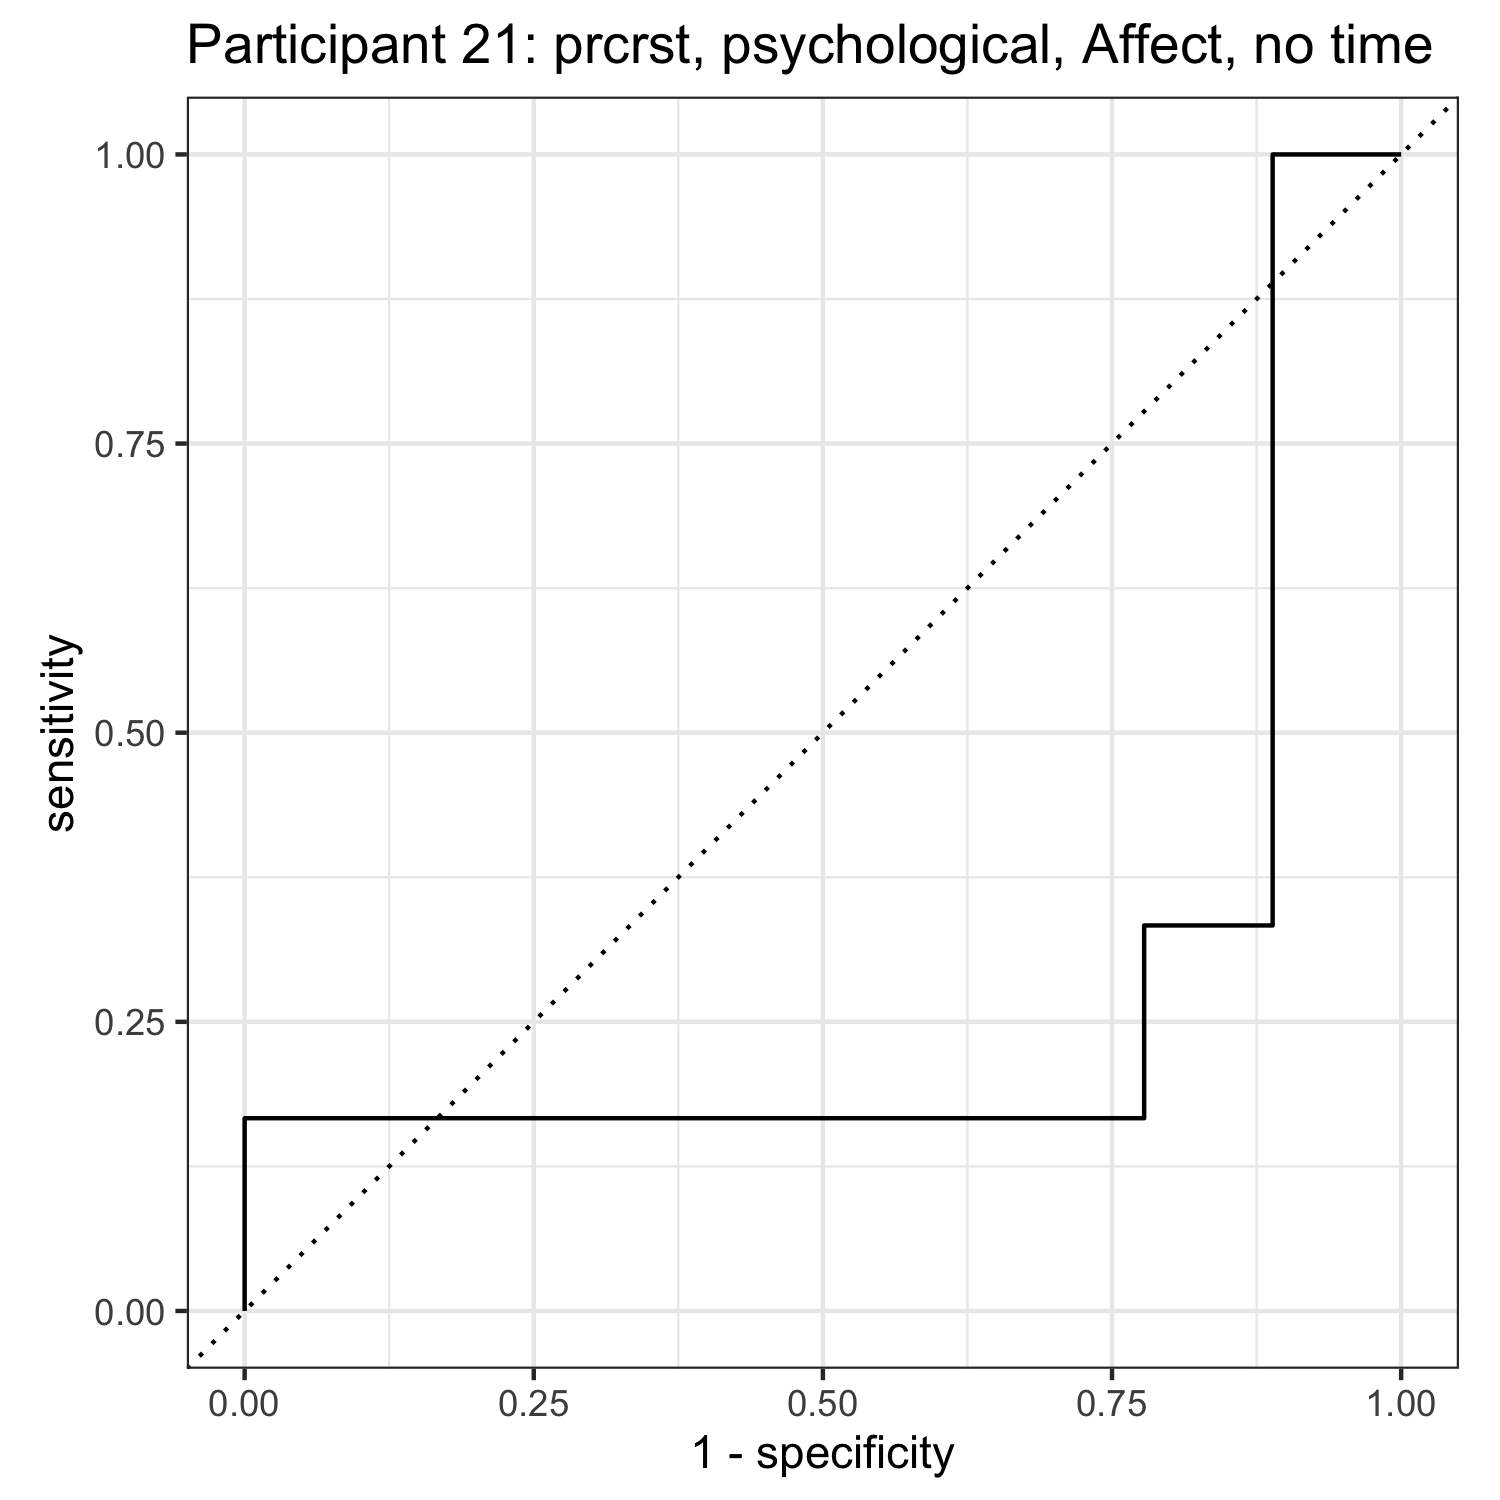 Participant 21: prcrst, psychological, Affect, no time
1.00
0.75
0.50
0.25
0.00
sensitivity
0.00 0.25 0.50 0.75 1.00
1 - specificity